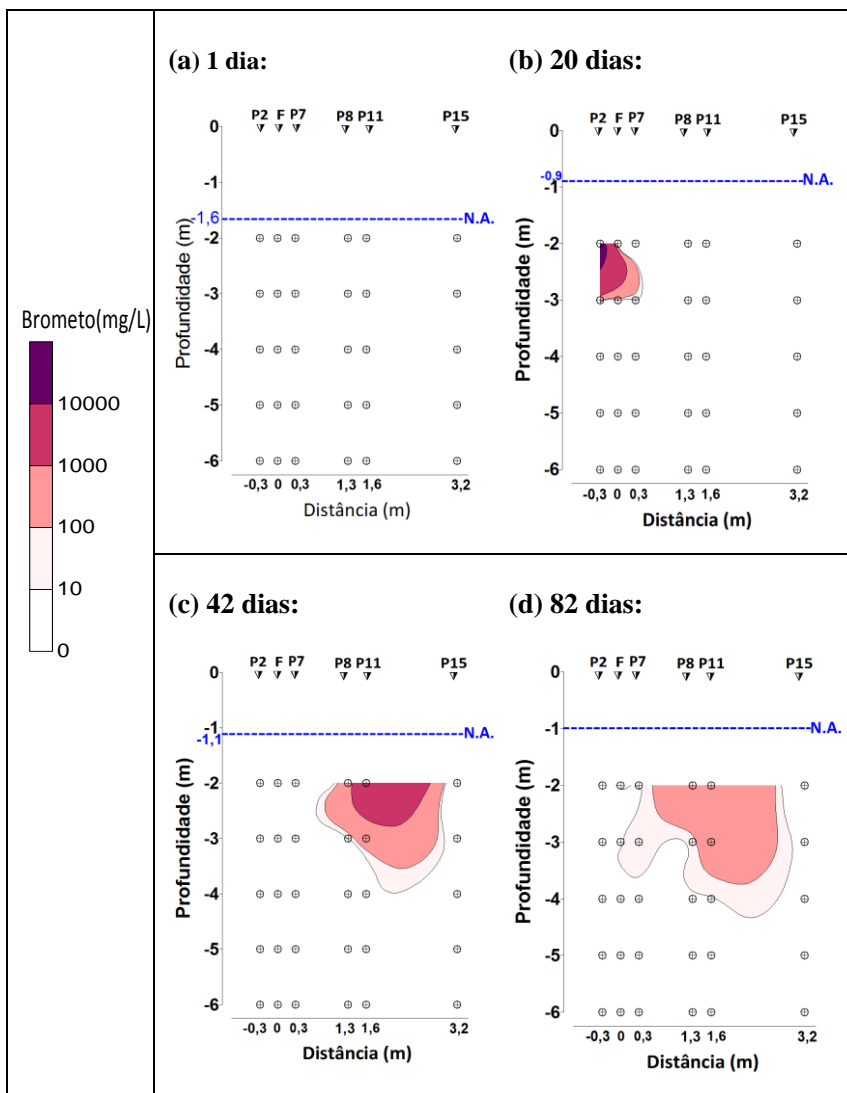 Brometo(mg/L)
10000
1000
100
10
0
(a) 1 dia:
P2 F P7 P8 P11 P15
0
-1
-1,6 N.A.
-2
-3
-4
-5
-6
Profundidade (m)
-0,3 0 0,3 1,3 1,6 3,2
Distância (m)
(b) 20 dias:
P2 F P7 P8 P11 P15
0
-0,9 N.A.
-1
-2
-3
-4
-5
-6
Profundidade (m)
-0,3 0 0,3 1,3 1,6 3,2
Distância (m)
(c) 42 dias:
P2 F P7 P8 P11 P15
0
-1
-1,1 N.A.
-2
-3
-4
-5
-6
Profundidade (m)
-0,3 0 0,3 1,3 1,6 3,2
Distância (m)
(d) 82 dias:
P2 F P7 P8 P11 P15
0
-1 N.A.
-2
-3
-4
-5
-6
Profundidade (m)
-0,3 0 0,3 1,3 1,6 3,2
Distância (m)